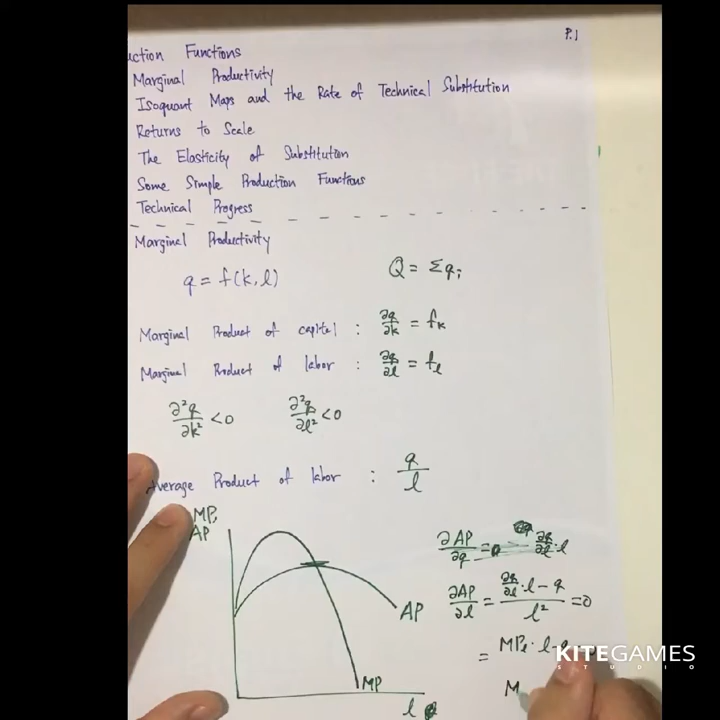 P.1
uction Functions
Marginal Productivity
Isoquant Maps and the Rate of Technical Substitution
Returns to Scale
The Elasticity of Substitution
Some Simple Production Functions
Technical Progress
Marginal Productivity
q = f(k, l)
Q = Σqᵢ
Marginal Product of capital : ∂q/∂k = fₖ
Marginal Product of labor : ∂q/∂l = fₗ
∂²q/∂k² < 0
∂²q/∂l² < 0
Average Product of labor : q/l
MP,
AP
AP
MP
l
∂AP/∂q =
∂q/∂l · l
∂AP/∂l = (∂q/∂l · l − q)/l² = 0
= MPₗ · l −
M
KITEGAMES
STUDIO